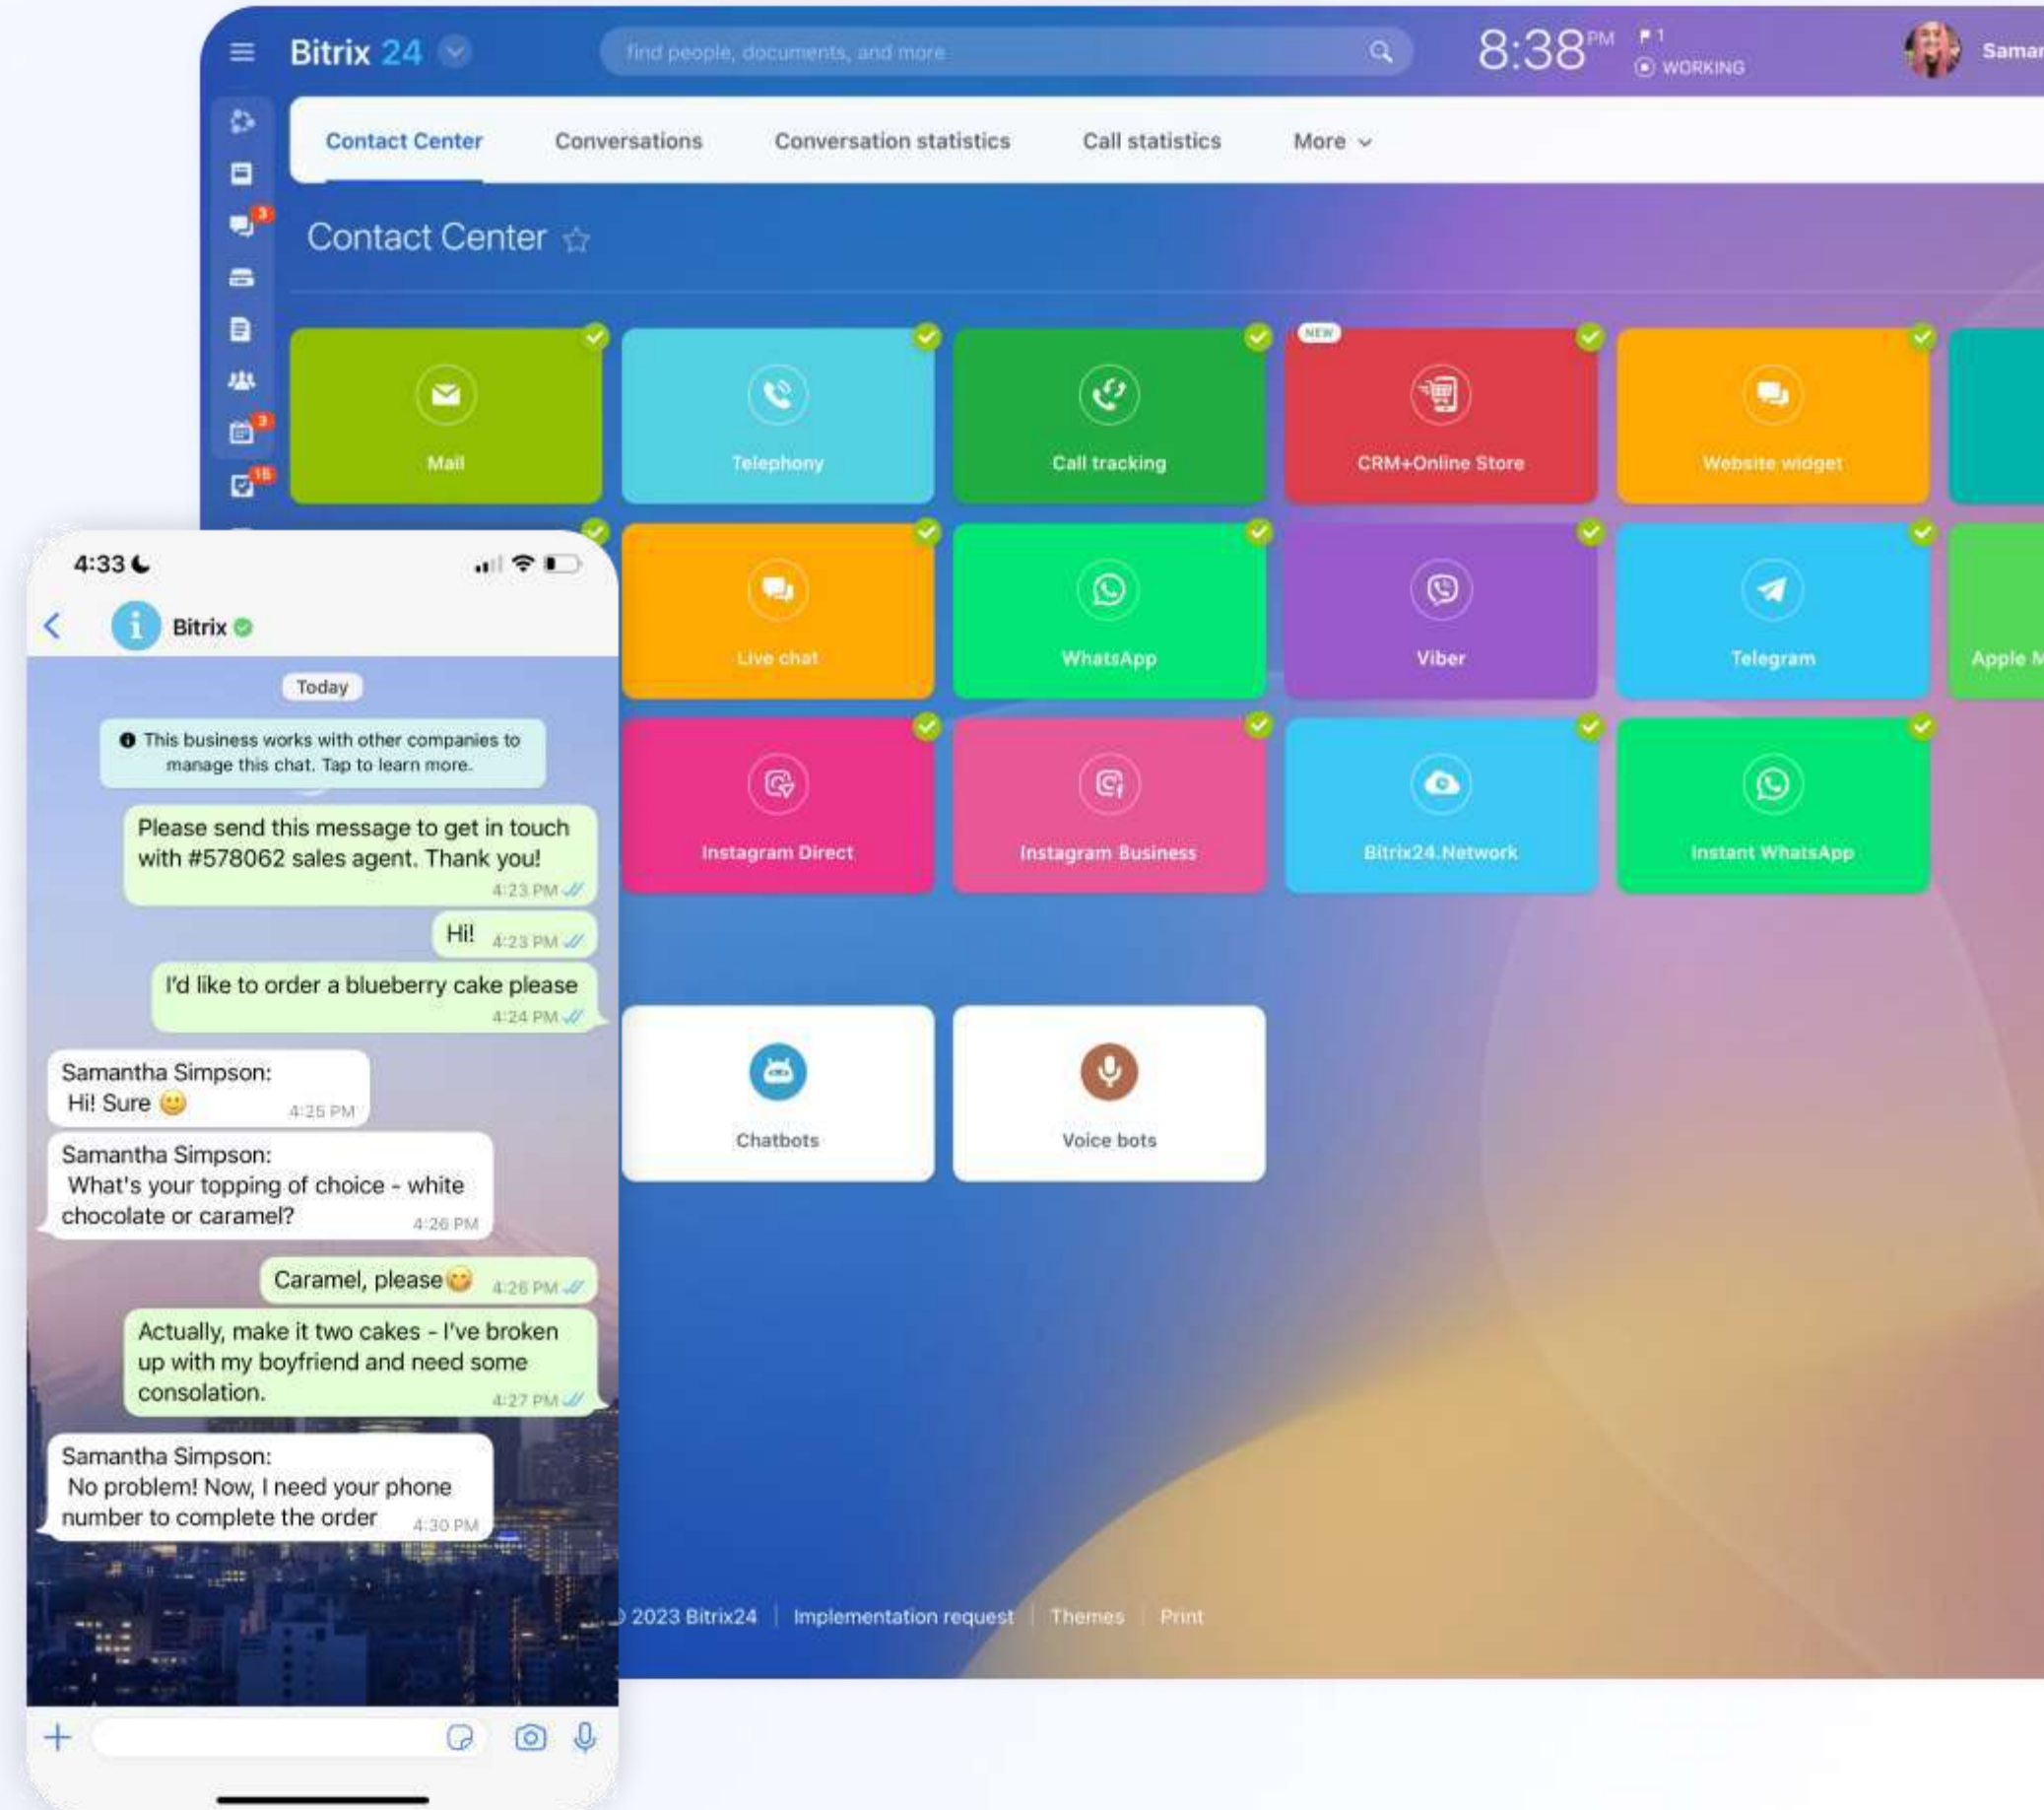 Bitrix 24
find people, documents, and more
8:38 PM
1
WORKING
Contact Center
Conversations
Conversation statistics
Call statistics
More
3
Contact Center
3
15
Mail
Telephony
Call tracking
NEW
CRM+Online Store
Website widget
Live chat
WhatsApp
Viber
Telegram
Apple
Instagram Direct
Instagram Business
Bitrix24.Network
Instant WhatsApp
Chatbots
Voice bots
2023 Bitrix24
Implementation request
Themes
Print
4:33
Bitrix
Today
This business works with other companies to
manage this chat. Tap to learn more.
Please send this message to get in touch
with #578062 sales agent. Thank you!
4:23 PM
Hi! 4:23 PM
I'd like to order a blueberry cake please
4:24 PM
Samantha Simpson:
Hi! Sure 🙂 4:25 PM
Samantha Simpson:
What's your topping of choice - white
chocolate or caramel? 4:26 PM
Caramel, please😋 4:26 PM
Actually, make it two cakes - I've broken
up with my boyfriend and need some
consolation. 4:27 PM
Samantha Simpson:
No problem! Now, I need your phone
number to complete the order 4:30 PM